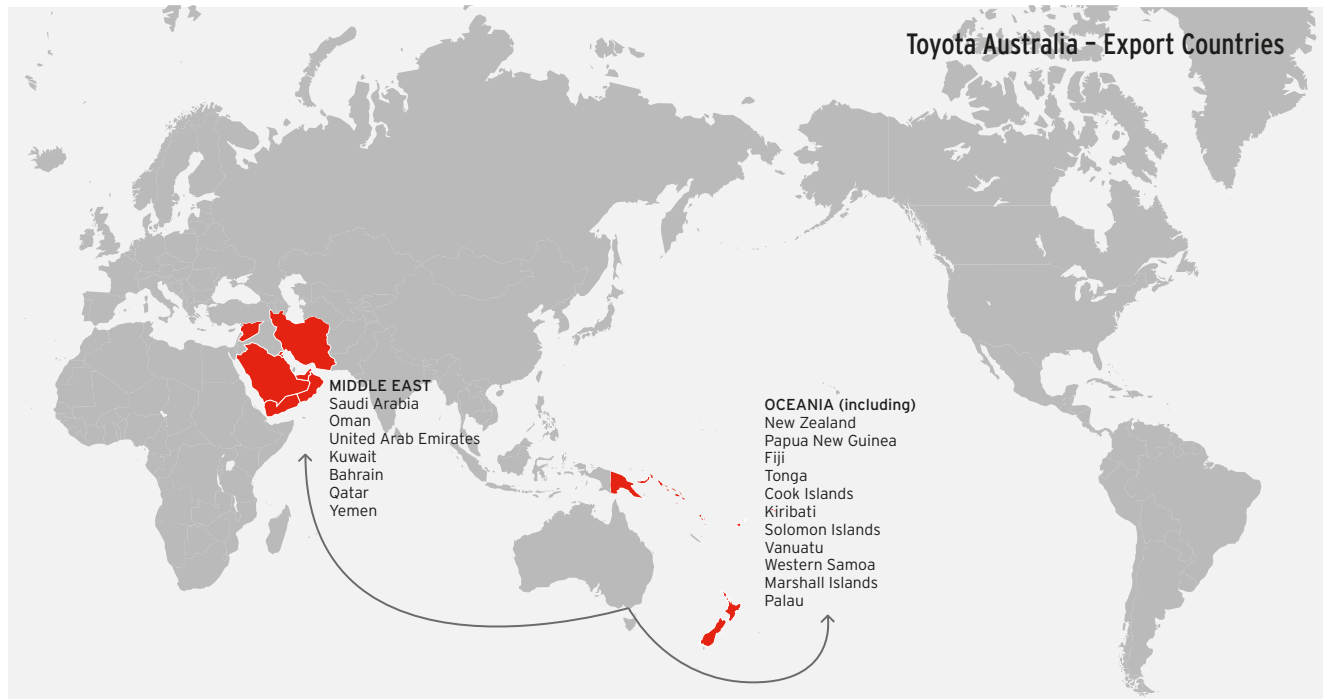 Toyota Australia – Export Countries
MIDDLE EAST
Saudi Arabia
Oman
United Arab Emirates
Kuwait
Bahrain
Qatar
Yemen
OCEANIA (including)
New Zealand
Papua New Guinea
Fiji
Tonga
Cook Islands
Kiribati
Solomon Islands
Vanuatu
Western Samoa
Marshall Islands
Palau